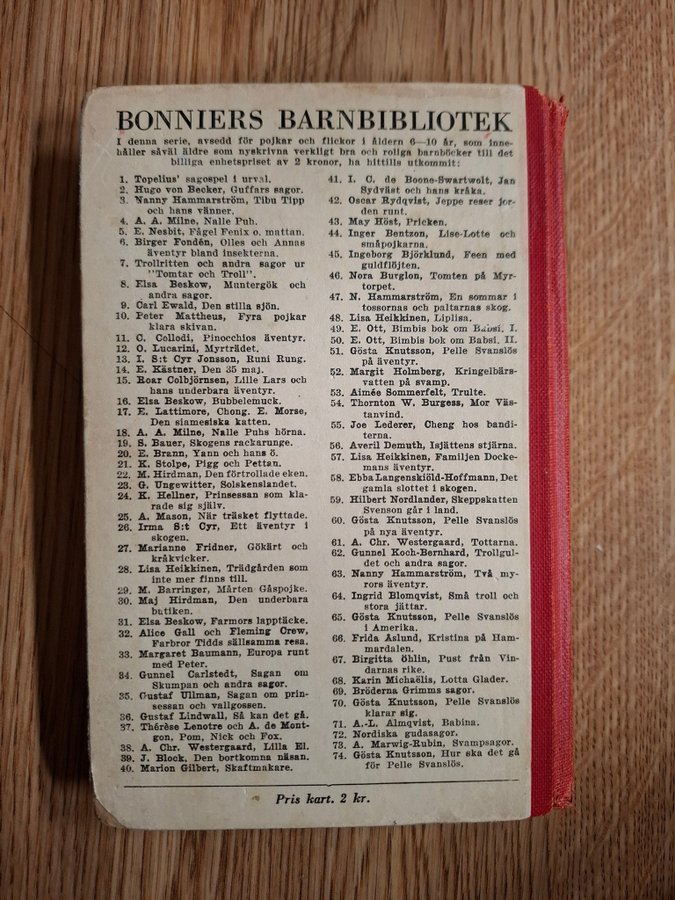 BONNIERS BARNBIBLIOTEK
I denna serie, avsedd för pojkar och flickor i åldern 6—10 år, som inne-
håller såväl äldre som nyskrivna verkligt bra och roliga barnböcker till det
billiga enhetspriset av 2 kronor, ha hittills utkommit:
1. Topelius' sagospel i urval.
2. Hugo von Becker, Guffars sagor.
3. Nanny Hammarström, Tibu Tipp
och hans vänner.
4. A. A. Milne, Nalle Puh.
5. E. Nesbit, Fågel Fenix o. mattan.
6. Birger Fondén, Olles och Annas
äventyr bland insekterna.
7. Trollritten och andra sagor ur
"Tomtar och Troll".
8. Elsa Beskow, Muntergök och
andra sagor.
9. Carl Ewald, Den stilla sjön.
10. Peter Mattheus, Fyra pojkar
klara skivan.
11. C. Collodi, Pinocchios äventyr.
12. O. Lucarini, Myrträdet.
13. I. S:t Cyr Jonsson, Runi Rung.
14. E. Kästner, Den 35 maj.
15. Roar Colbjörnsen, Lille Lars och
hans underbara äventyr.
16. Elsa Beskow, Bubbelemuck.
17. E. Lattimore, Chong. E. Morse,
Den siamesiska katten.
18. A. A. Milne, Nalle Puhs hörna.
19. S. Bauer, Skogens rackarunge.
20. E. Brann, Yann och hans ö.
21. K. Stolpe, Pigg och Pettan.
22. M. Hirdman, Den förtrollade eken.
23. G. Ungewitter, Solskenslandet.
24. K. Hellner, Prinsessan som kla-
rade sig själv.
25. A. Mason, När träsket flyttade.
26. Irma S:t Cyr, Ett äventyr i
skogen.
27. Marianne Fridner, Gökärt och
kråkvicker.
28. Lisa Heikkinen, Trädgården som
inte mer finns till.
29. M. Barringer, Mårten Gåspojke.
30. Maj Hirdman, Den underbara
butiken.
31. Elsa Beskow, Farmors lapptäcke.
32. Alice Gall och Fleming Crew,
Farbror Tidds sällsamma resa.
33. Margaret Baumann, Europa runt
med Peter.
34. Gunnel Carlstedt, Sagan om
Skumpan och andra sagor.
35. Gustaf Ullman, Sagan om prin-
sessan och vallgossen.
36. Gustaf Lindwall, Så kan det gå.
37. Thérèse Lenotre och A. de Mont-
gon, Pom, Nick och Fox.
38. A. Chr. Westergaard, Lilla El.
39. J. Block, Den bortkomna näsan.
40. Marion Gilbert, Skaftmakare.
41. I. C. de Boone-Swartwolt, Jan
Sydväst och hans kråka.
42. Oscar Rydqvist, Jeppe reser jor-
den runt.
43. May Höst, Pricken.
44. Inger Bentzon, Lise-Lotte och
småpojkarna.
45. Ingeborg Björklund, Feen med
guldflöjten.
46. Nora Burglon, Tomten på Myr-
torpet.
47. N. Hammarström, En sommar i
tossornas och paltarnas skog.
48. Lisa Heikkinen, Liplisa.
49. E. Ott, Bimbis bok om Babsi. I.
50. E. Ott, Bimbis bok om Babsi. II.
51. Gösta Knutsson, Pelle Svanslös
på äventyr.
52. Margit Holmberg, Kringelbärs-
vatten på svamp.
53. Aimée Sommerfelt, Trulte.
54. Thornton W. Burgess, Mor Väs-
tanvind.
55. Joe Lederer, Cheng hos bandi-
terna.
56. Averil Demuth, Isjättens stjärna.
57. Lisa Heikkinen, Familjen Docke-
mans äventyr.
58. Ebba Langenskiöld-Hoffmann, Det
gamla slottet i skogen.
59. Hilbert Nordlander, Skeppskatten
Svenson går i land.
60. Gösta Knutsson, Pelle Svanslös
på nya äventyr.
61. A. Chr. Westergaard, Tottarna.
62. Gunnel Koch-Bernhard, Trollgul-
det och andra sagor.
63. Nanny Hammarström, Två my-
rors äventyr.
64. Ingrid Blomqvist, Små troll och
stora jättar.
65. Gösta Knutsson, Pelle Svanslös
i Amerika.
66. Frida Åslund, Kristina på Ham-
mardalen.
67. Birgitta Öhlin, Pust från Vin-
darnas rike.
68. Karin Michaëlis, Lotta Glader.
69. Bröderna Grimms sagor.
70. Gösta Knutsson, Pelle Svanslös
klarar sig.
71. A.-L. Almqvist, Babina.
72. Nordiska gudasagor.
73. A. Marwig-Rubin, Svampsagor.
74. Gösta Knutsson, Hur ska det gå
för Pelle Svanslös.
Pris kart. 2 kr.